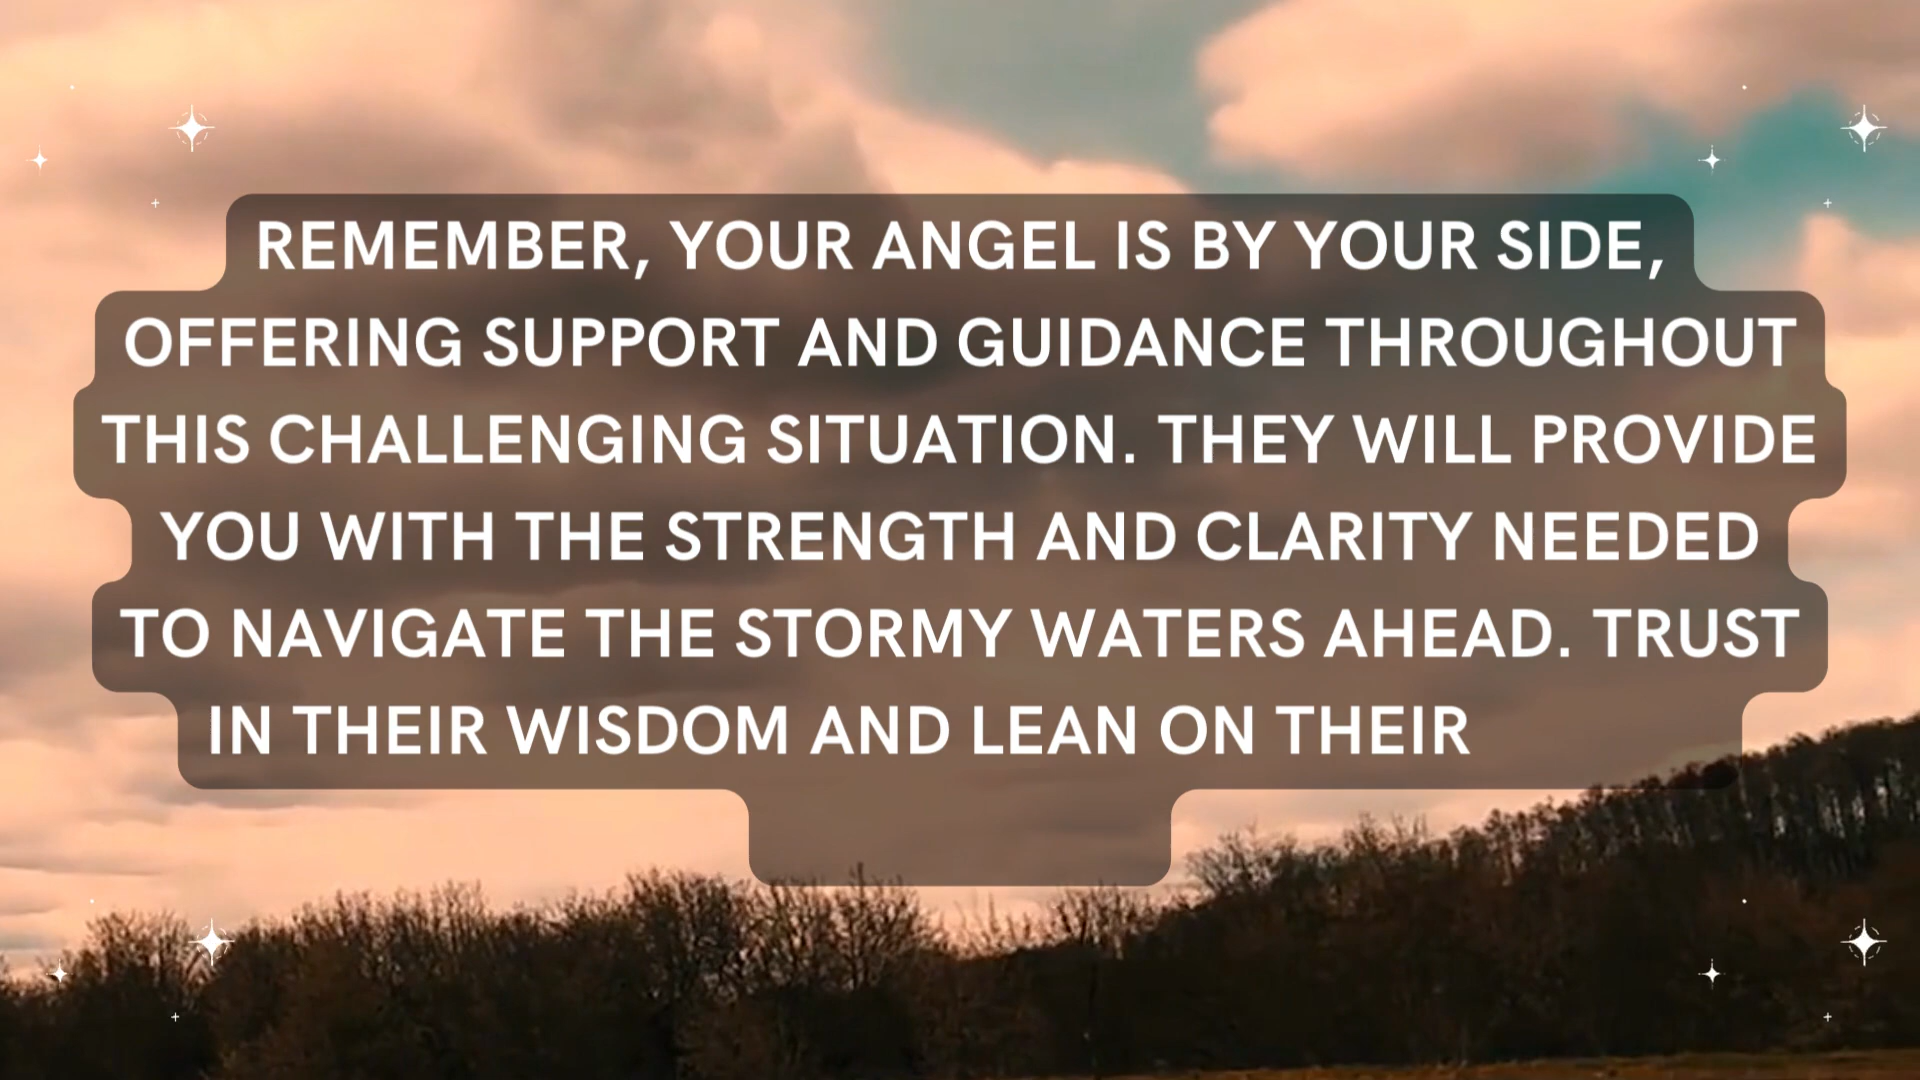 REMEMBER, YOUR ANGEL IS BY YOUR SIDE,
OFFERING SUPPORT AND GUIDANCE THROUGHOUT
THIS CHALLENGING SITUATION. THEY WILL PROVIDE
YOU WITH THE STRENGTH AND CLARITY NEEDED
TO NAVIGATE THE STORMY WATERS AHEAD. TRUST
IN THEIR WISDOM AND LEAN ON THEIR